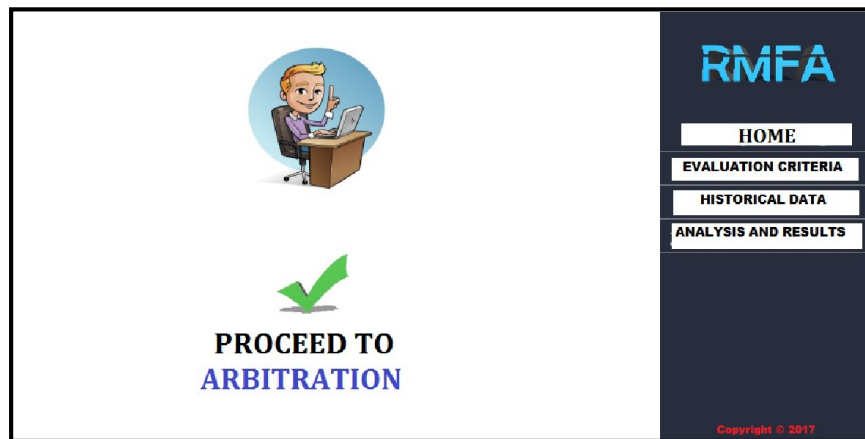 RMFA
HOME
EVALUATION CRITERIA
HISTORICAL DATA
ANALYSIS AND RESULTS
PROCEED TO
ARBITRATION
Copyright © 2017